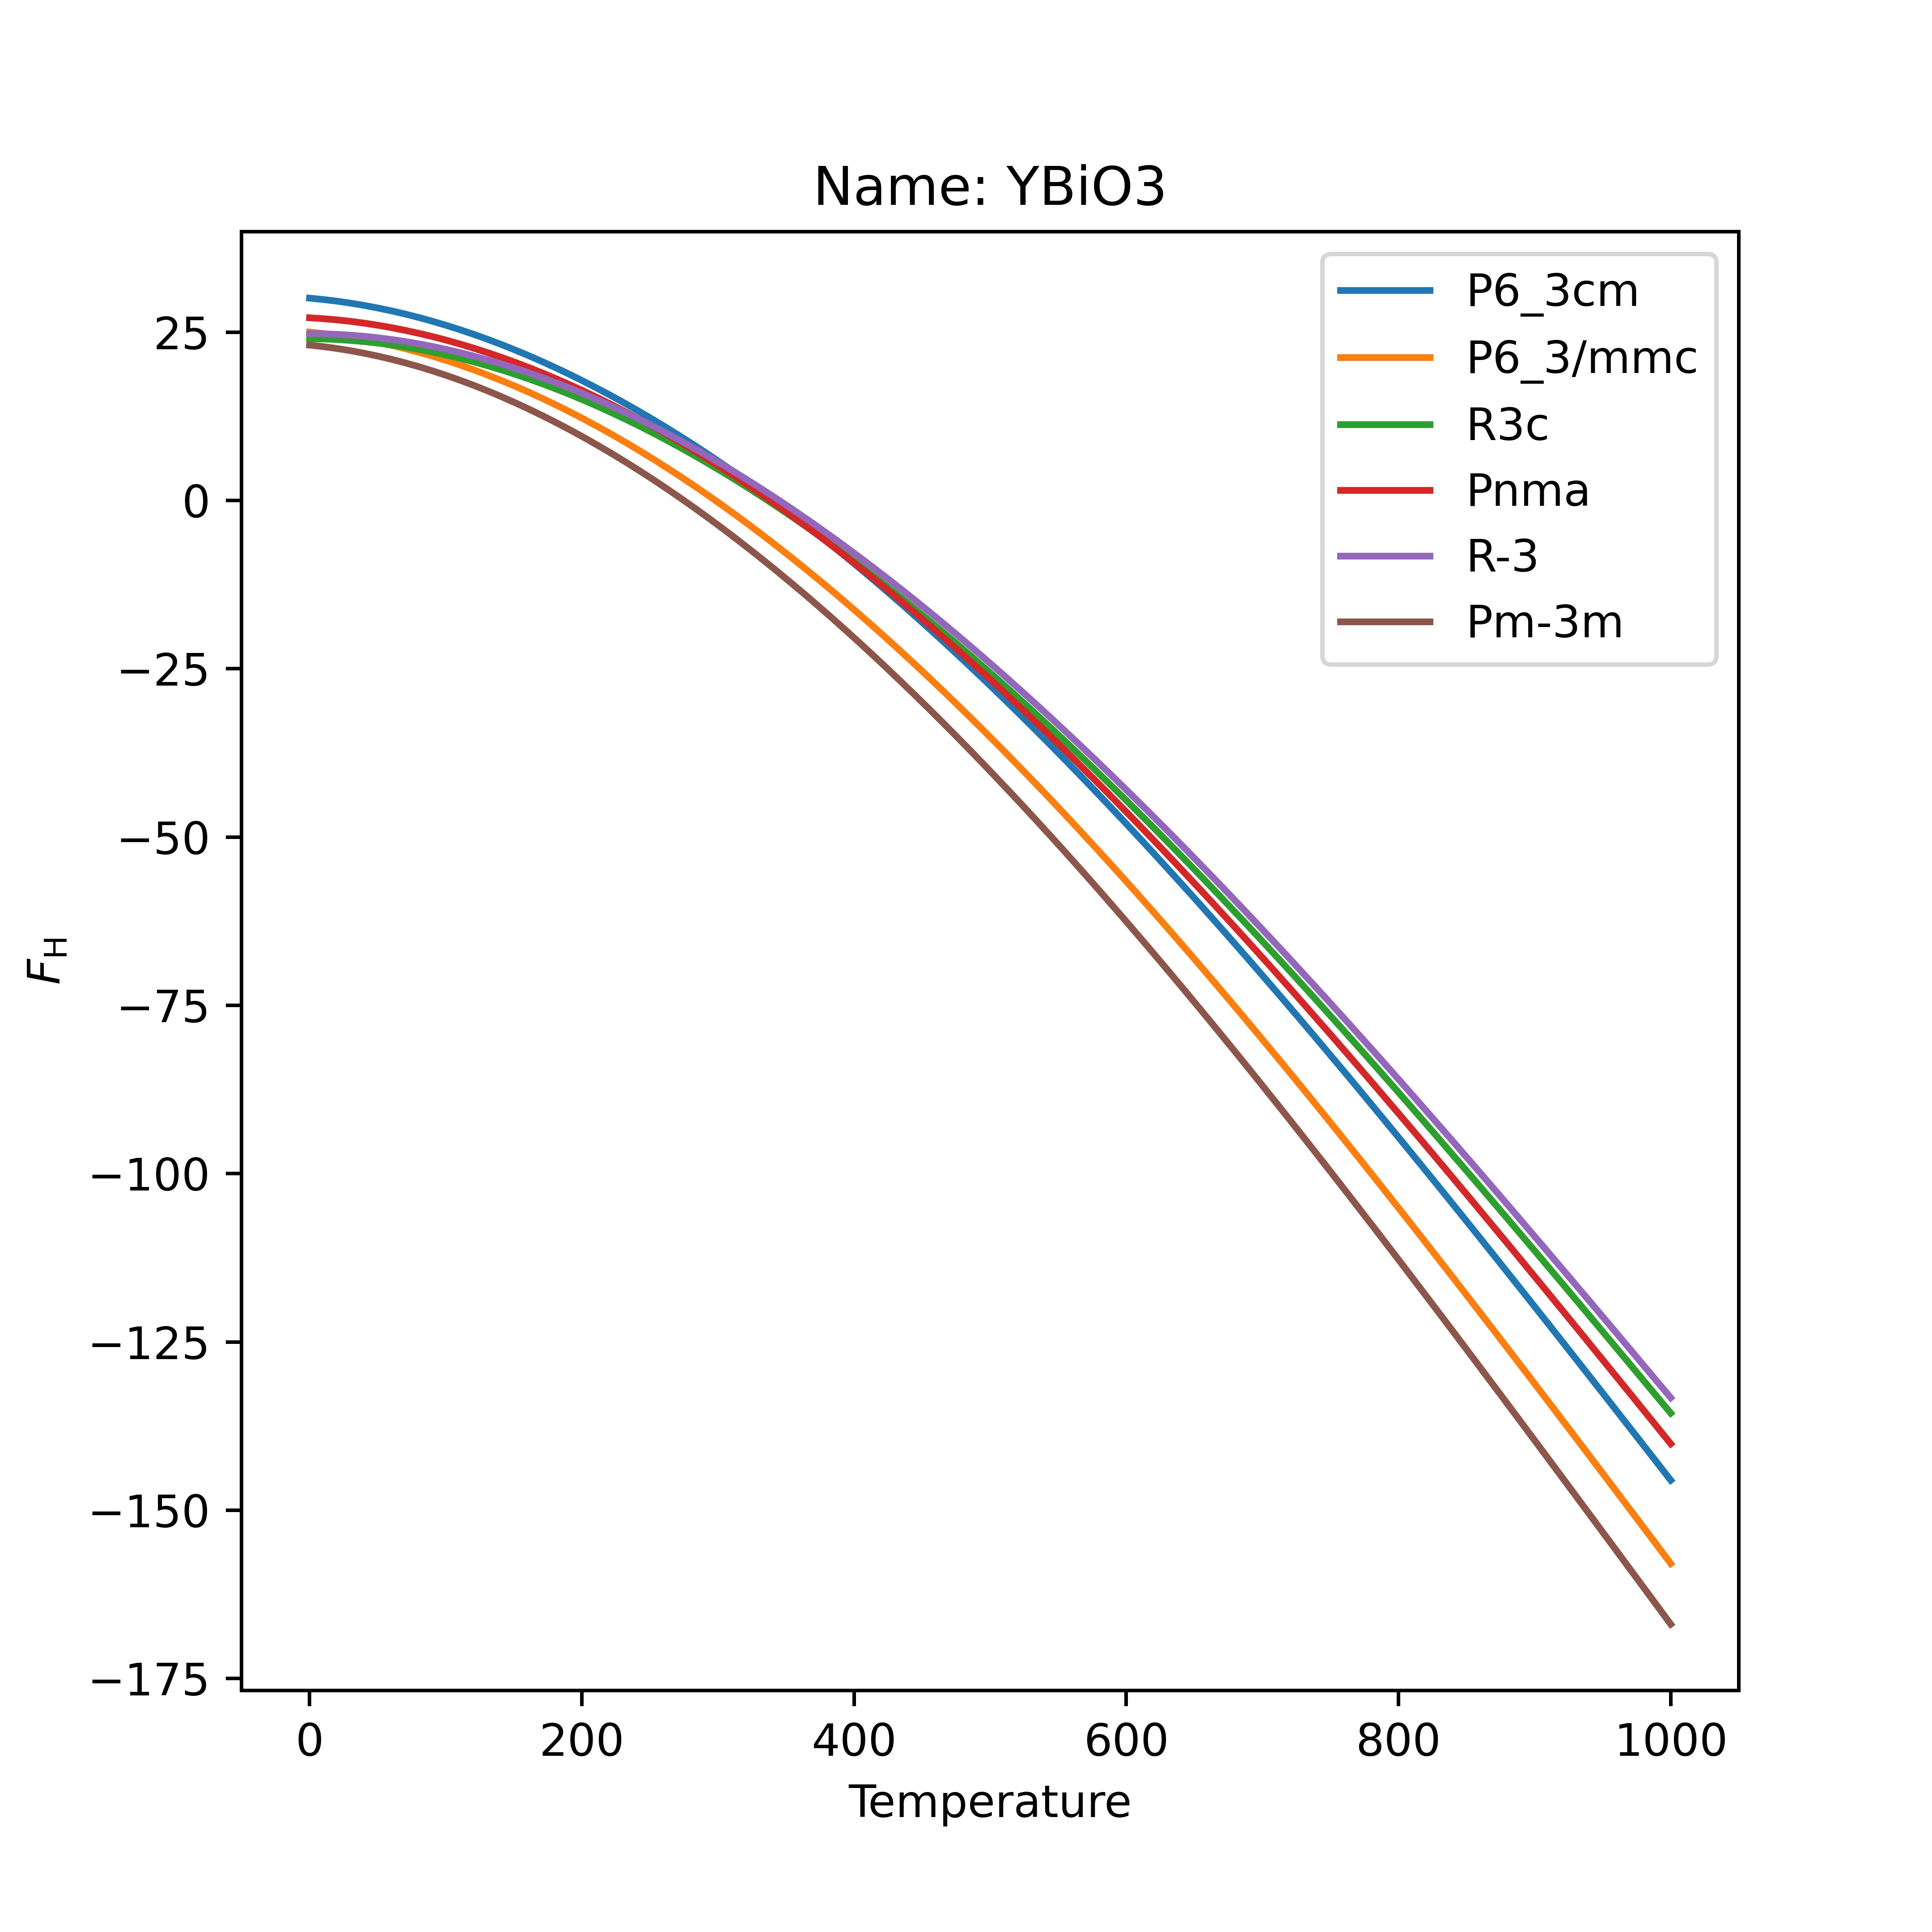 Name: YBiO3
P6_3cm
P6_3/mmc
R3c
Pnma
R-3
Pm-3m
25
0
−25
−50
−75
−100
−125
−150
−175
F_H
0 200 400 600 800 1000
Temperature